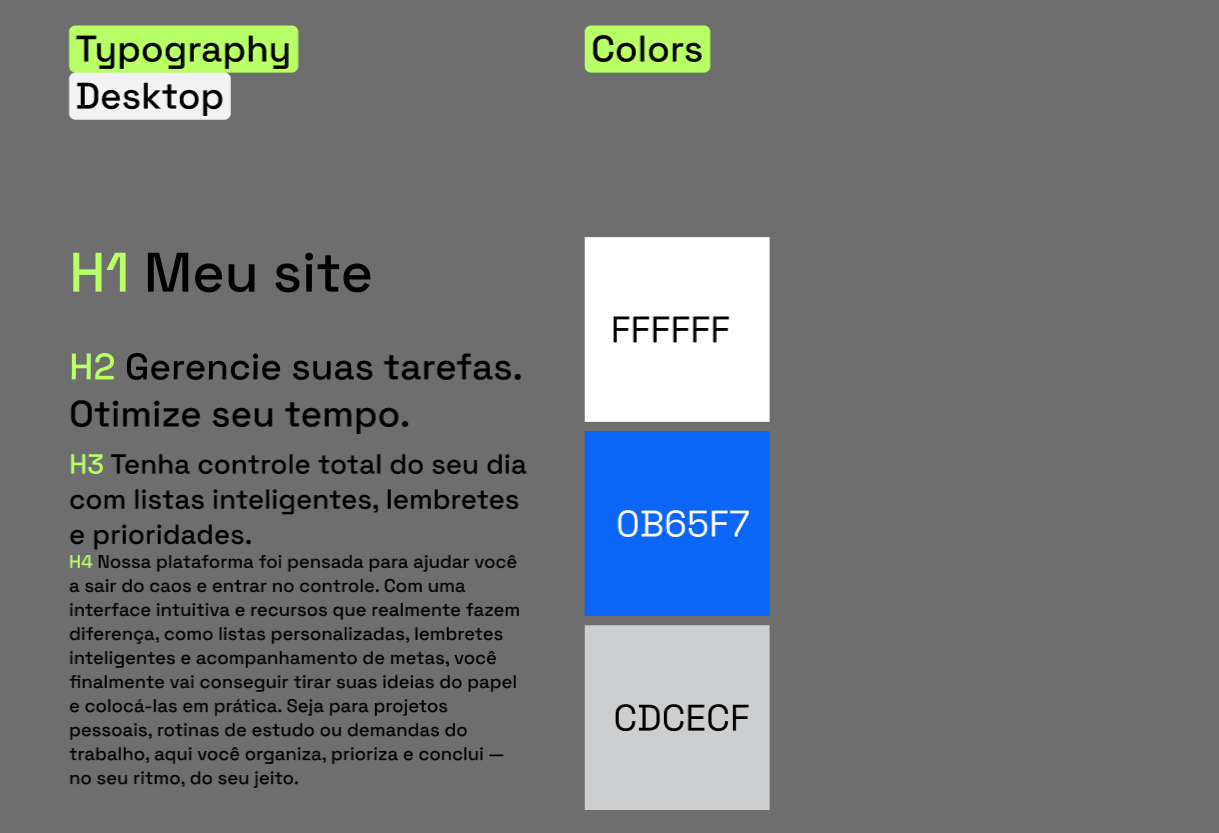 Typography
Desktop
H1 Meu site
H2 Gerencie suas tarefas.
Otimize seu tempo.
H3 Tenha controle total do seu dia
com listas inteligentes, lembretes
e prioridades.
H4 Nossa plataforma foi pensada para ajudar você
a sair do caos e entrar no controle. Com uma
interface intuitiva e recursos que realmente fazem
diferença, como listas personalizadas, lembretes
inteligentes e acompanhamento de metas, você
finalmente vai conseguir tirar suas ideias do papel
e colocá-las em prática. Seja para projetos
pessoais, rotinas de estudo ou demandas do
trabalho, aqui você organiza, prioriza e conclui —
no seu ritmo, do seu jeito.
Colors
FFFFFF
0B65F7
CDCECF